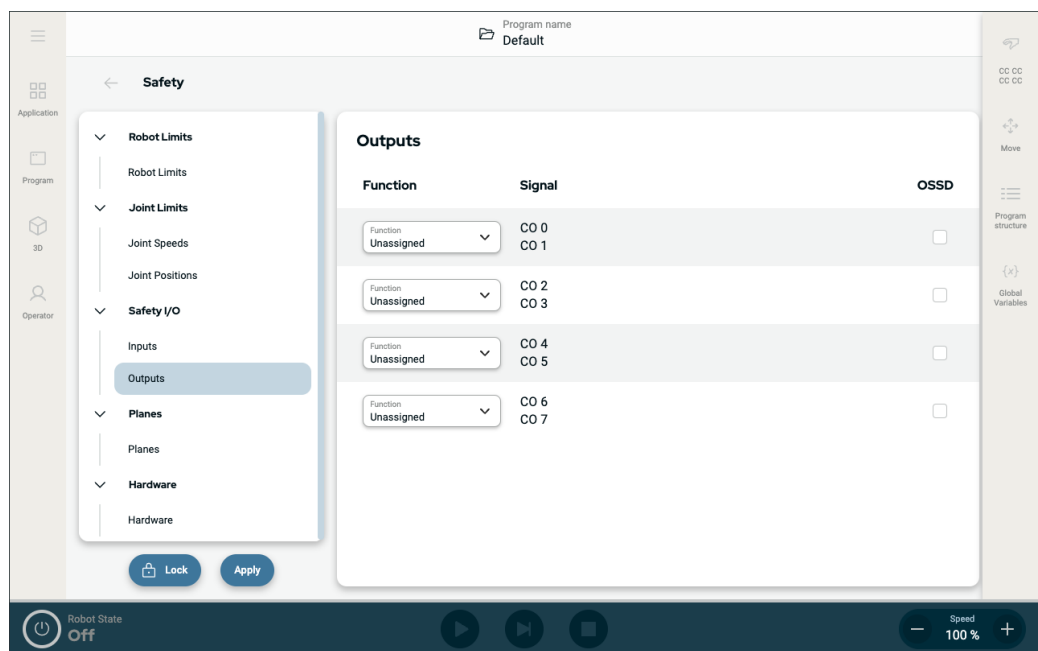 Program name
Default
Safety
Application
Program
3D
Operator
Robot Limits
Robot Limits
Joint Limits
Joint Speeds
Joint Positions
Safety I/O
Inputs
Outputs
Planes
Planes
Hardware
Hardware
Lock
Apply
Outputs
Function
Signal
OSSD
Function
Unassigned
CO 0
CO 1
Function
Unassigned
CO 2
CO 3
Function
Unassigned
CO 4
CO 5
Function
Unassigned
CO 6
CO 7
CC CC
CC CC
Move
Program
structure
{x}
Global
Variables
Robot State
Off
Speed
100 %